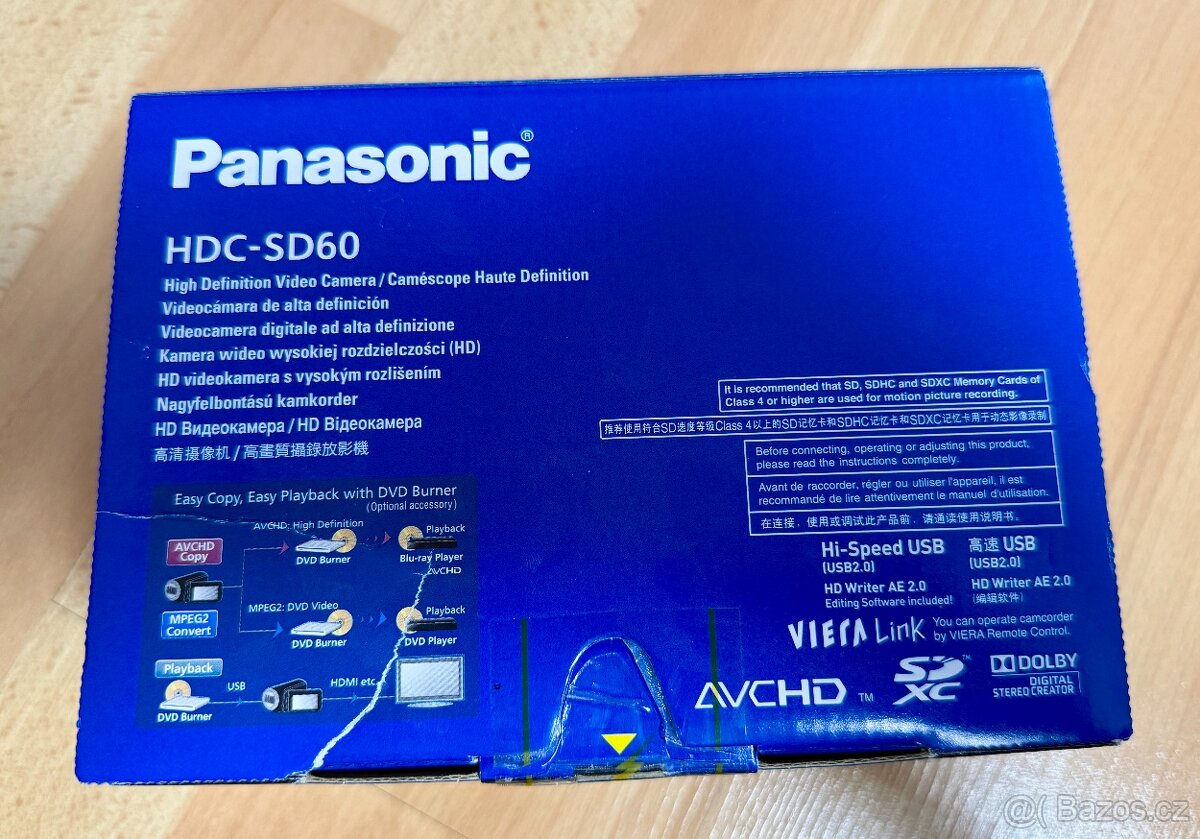 Panasonic®
HDC-SD60
High Definition Video Camera / Caméscope Haute Definition
Videocámara de alta definición
Videocamera digitale ad alta definizione
Kamera wideo wysokiej rozdzielczości (HD)
HD videokamera s vysokým rozlišením
Nagyfelbontású kamkorder
HD Видеокамера / HD Відеокамера
高清摄像机 / 高畫質攝錄放影機
It is recommended that SD, SDHC and SDXC Memory Cards of
Class 4 or higher are used for motion picture recording.
推荐使用符合SD速度等级Class 4以上的SD记忆卡和SDHC记忆卡和SDXC记忆卡用于动态影像录制
Before connecting, operating or adjusting this product,
please read the instructions completely.
Avant de raccorder, régler ou utiliser l'appareil, il est
recommandé de lire attentivement le manuel d'utilisation.
在连接、使用或调试此产品前，请通读使用说明书。
Easy Copy, Easy Playback with DVD Burner
(Optional accessory)
AVCHD: High Definition
Playback
AVCHD
Copy
DVD Burner
Blu-ray Player
AVCHD
MPEG2: DVD Video
Playback
MPEG2
Convert
DVD Burner
DVD Player
Playback
USB
HDMI etc.
DVD Burner
Hi-Speed USB
(USB2.0)
HD Writer AE 2.0
Editing Software included!
高速 USB
(USB2.0)
HD Writer AE 2.0
(编辑软件)
VIERA Link
You can operate camcorder
by VIERA Remote Control.
AVCHD ™
SD XC ™
DOLBY
DIGITAL
STEREO CREATOR
@( Bazos.cz